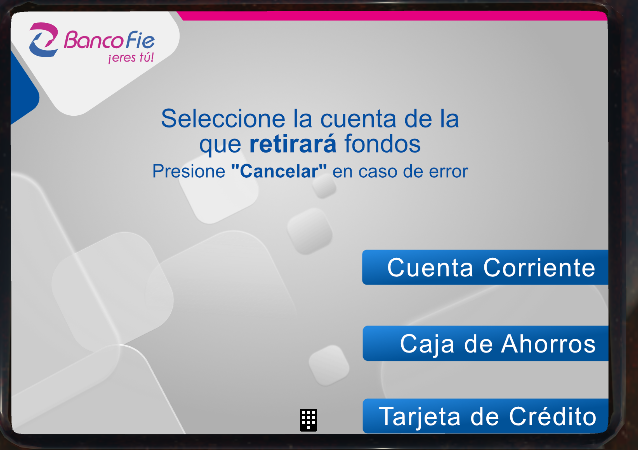 Banco Fie
¡eres tú!
Seleccione la cuenta de la
que retirará fondos
Presione "Cancelar" en caso de error
Cuenta Corriente
Caja de Ahorros
Tarjeta de Crédito